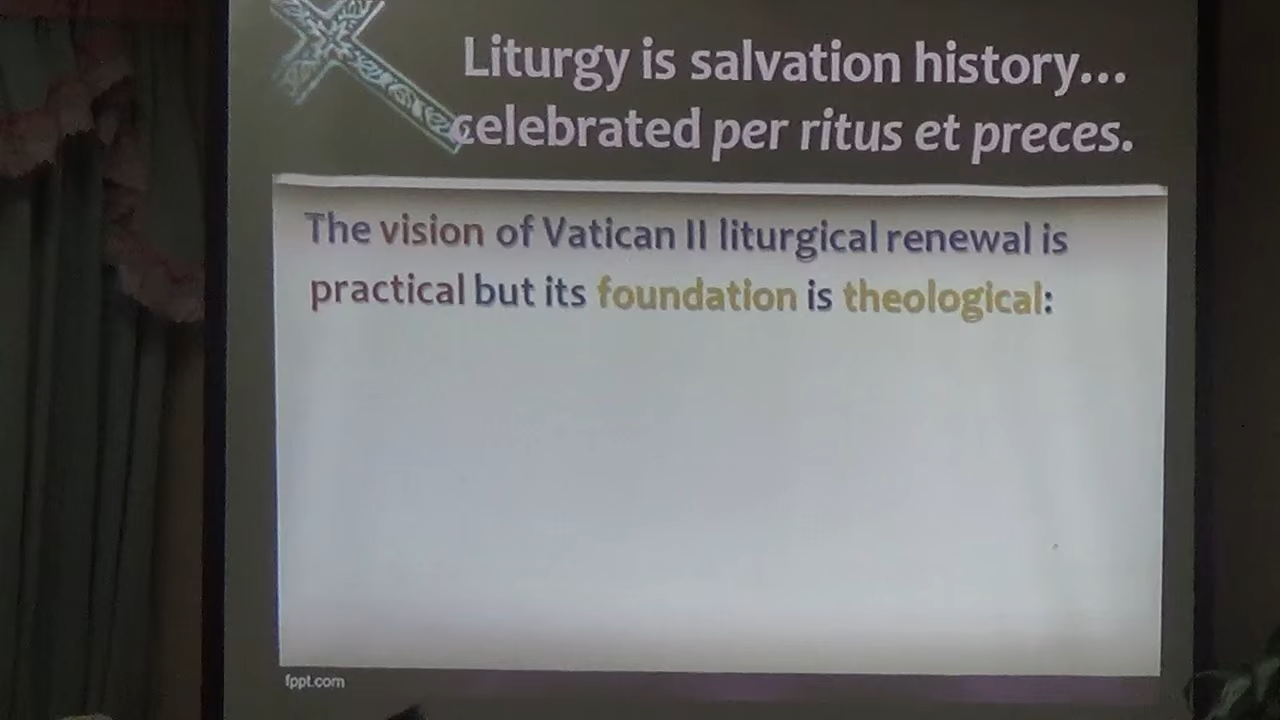 Liturgy is salvation history...
celebrated per ritus et preces.
The vision of Vatican II liturgical renewal is
practical but its foundation is theological:
fppt.com